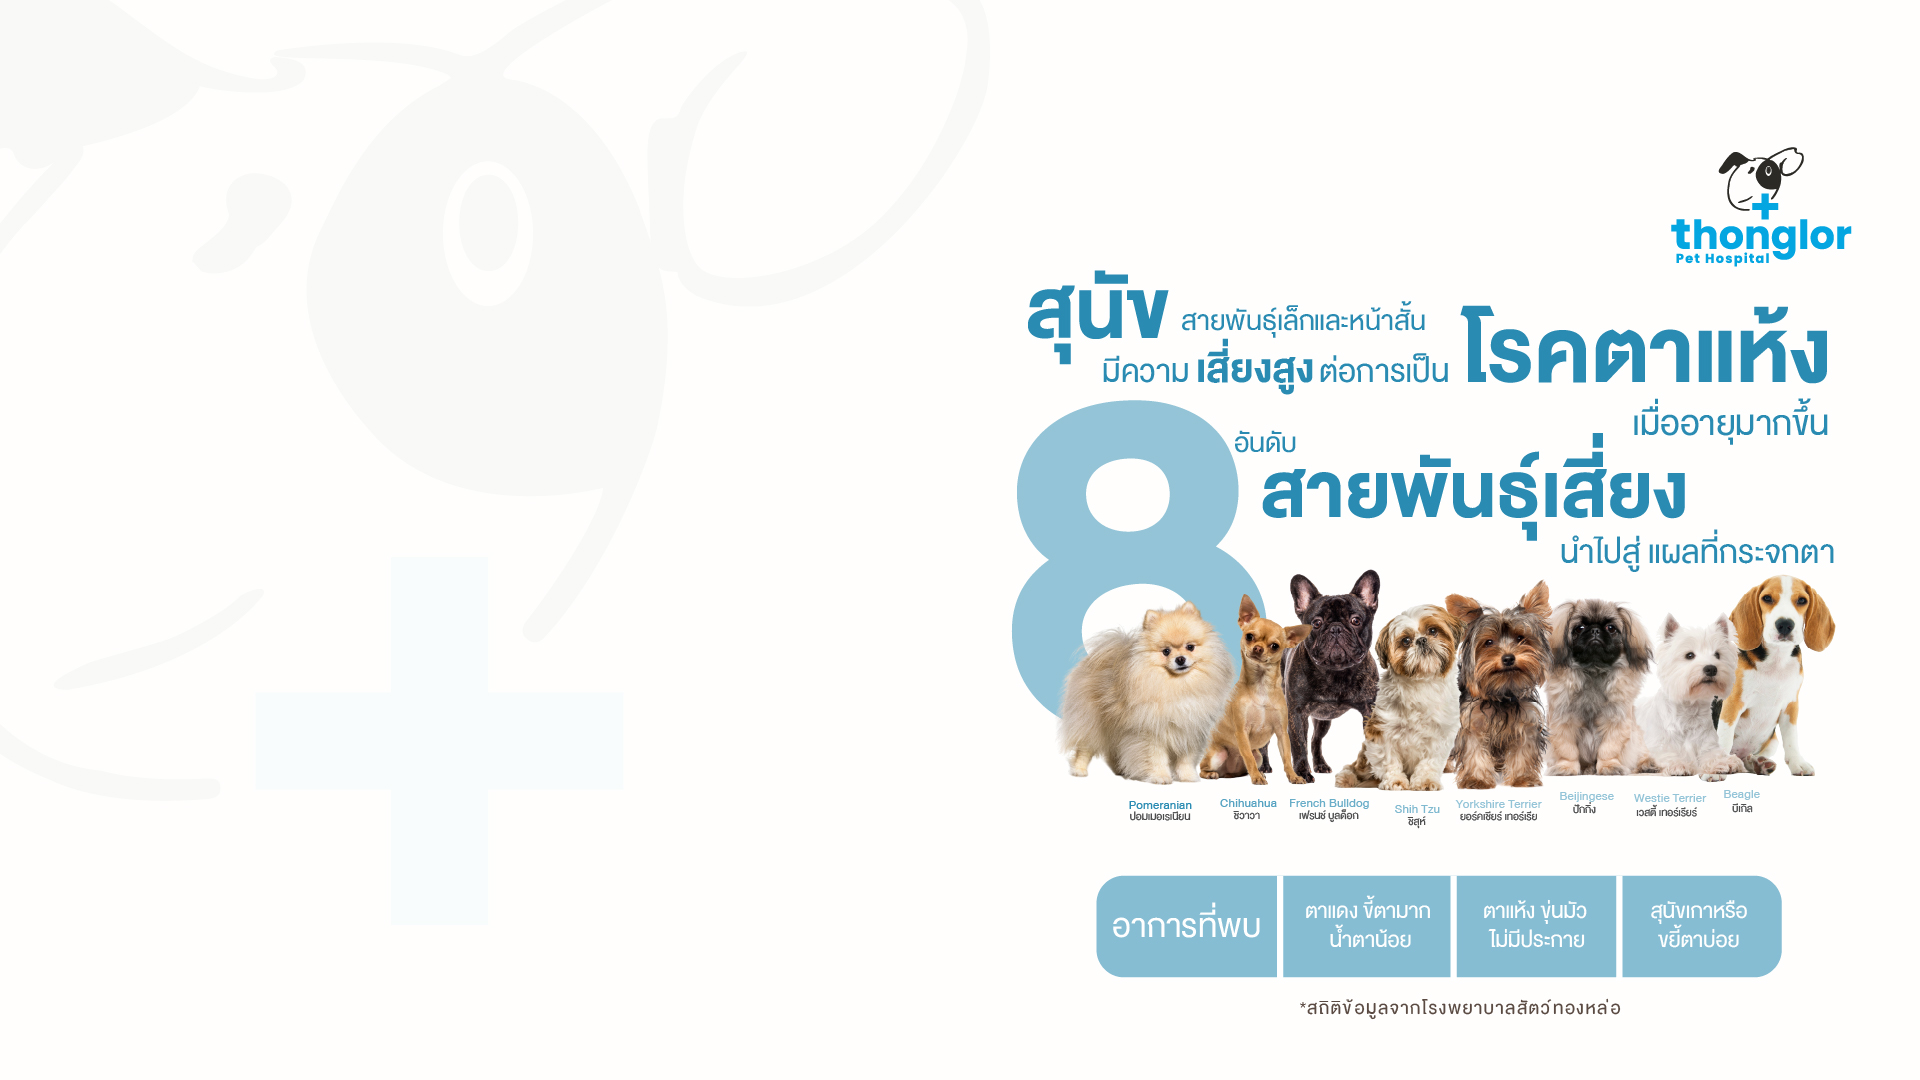 thonglor
Pet Hospital
สุนัข สายพันธุ์เล็กและหน้าสั้น
มีความ เสี่ยงสูง ต่อการเป็น โรคตาแห้ง
เมื่ออายุมากขึ้น
8 อันดับ
สายพันธุ์เสี่ยง
นำไปสู่ แผลที่กระจกตา
Pomeranian
ปอมเมอเรเนียน
Chihuahua
ชิวาวา
French Bulldog
เฟรนช์ บูลด็อก
Shih Tzu
ชิสุห์
Yorkshire Terrier
ยอร์คเชียร์ เทอร์เรีย
Beijingese
ปักกิ่ง
Westie Terrier
เวสตี้ เทอร์เรียร์
Beagle
บีเกิล
อาการที่พบ
ตาแดง ขี้ตามาก
น้ำตาน้อย
ตาแห้ง ขุ่นมัว
ไม่มีประกาย
สุนัขเกาหรือ
ขยี้ตาบ่อย
*สถิติข้อมูลจากโรงพยาบาลสัตว์ทองหล่อ